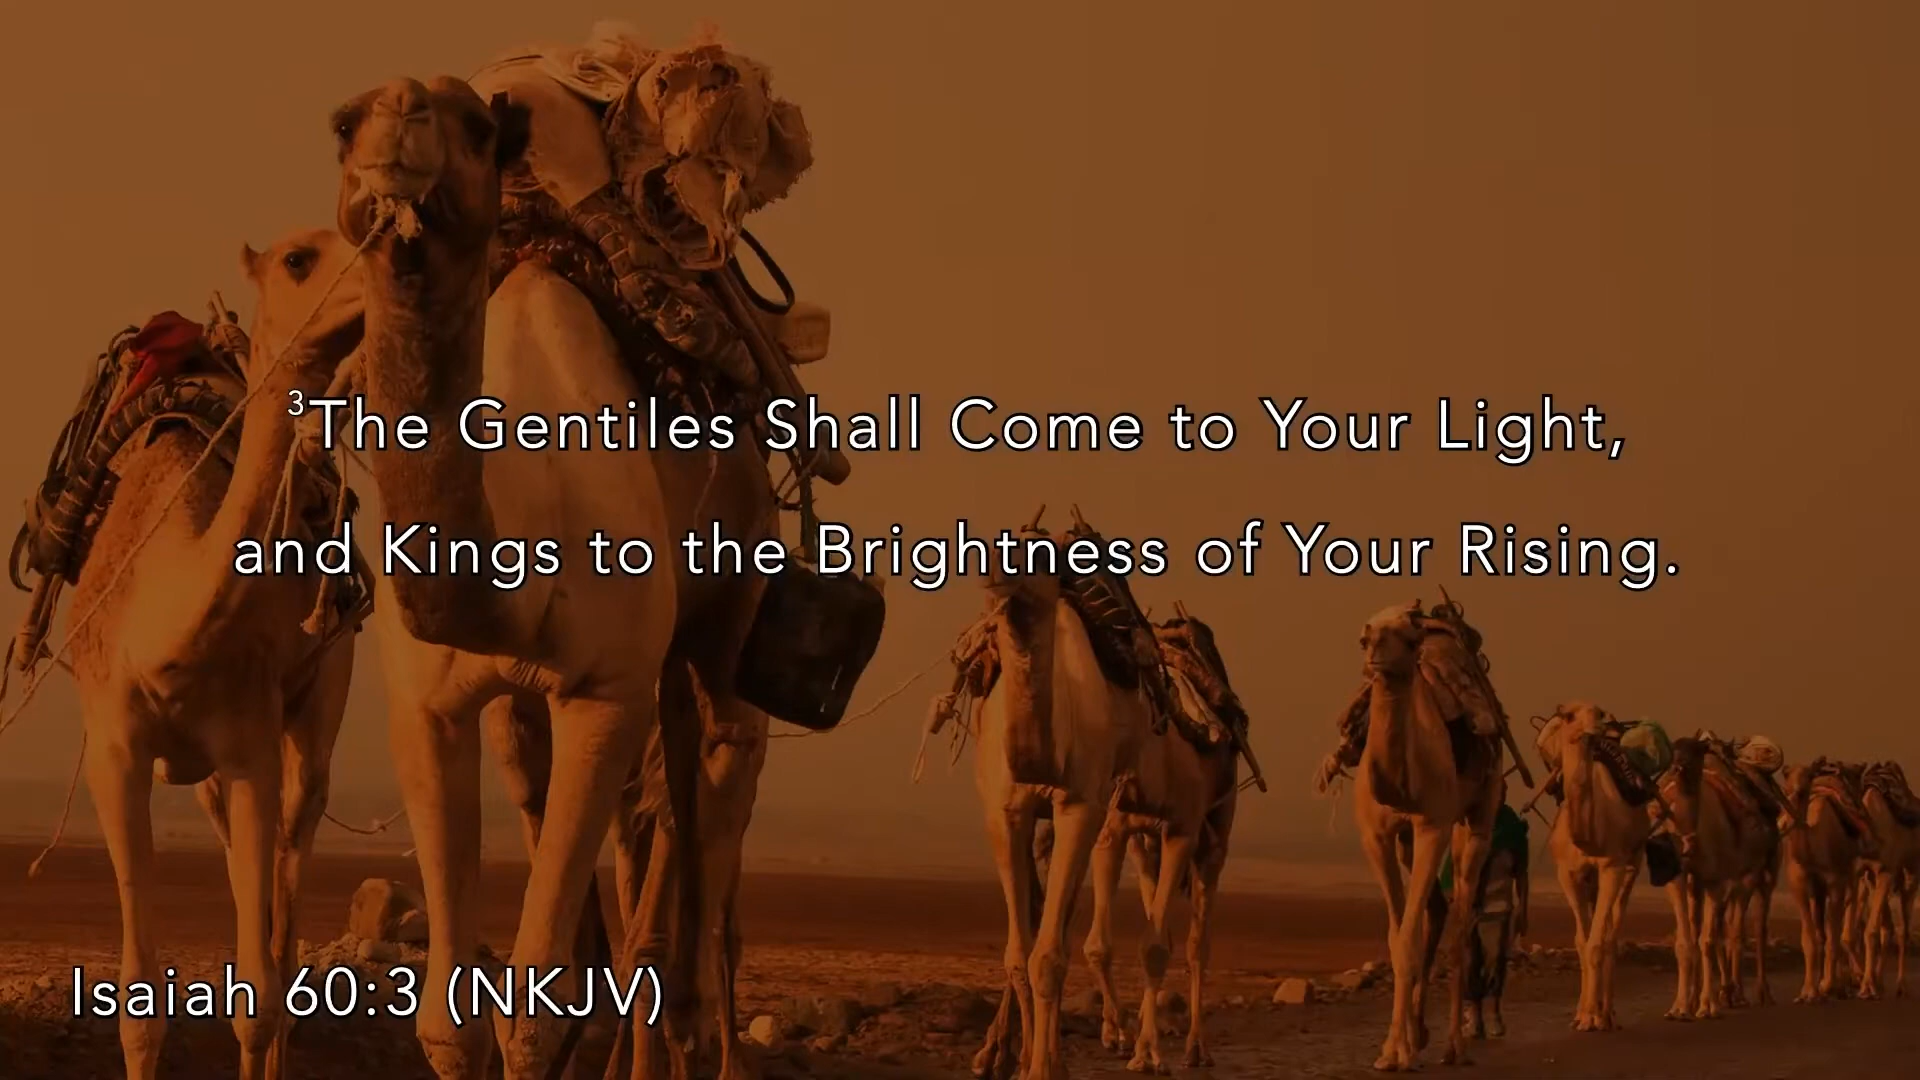 ³The Gentiles Shall Come to Your Light,
and Kings to the Brightness of Your Rising.
Isaiah 60:3 (NKJV)